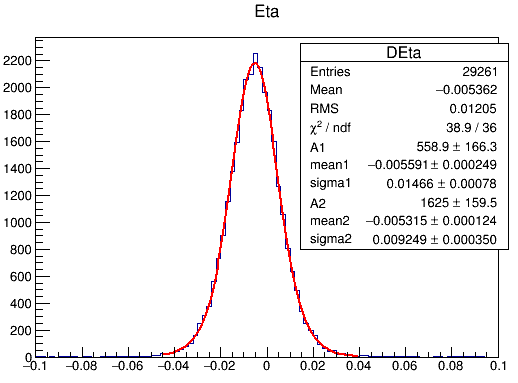 Eta
DEta
Entries 29261
Mean −0.005362
RMS 0.01205
χ² / ndf 38.9 / 36
A1 558.9 ± 166.3
mean1 −0.005591 ± 0.000249
sigma1 0.01466 ± 0.00078
A2 1625 ± 159.5
mean2 −0.005315 ± 0.000124
sigma2 0.009249 ± 0.000350
2200
2000
1800
1600
1400
1200
1000
800
600
400
200
0
−0.1 −0.08 −0.06 −0.04 −0.02 0 0.02 0.04 0.06 0.08 0.1